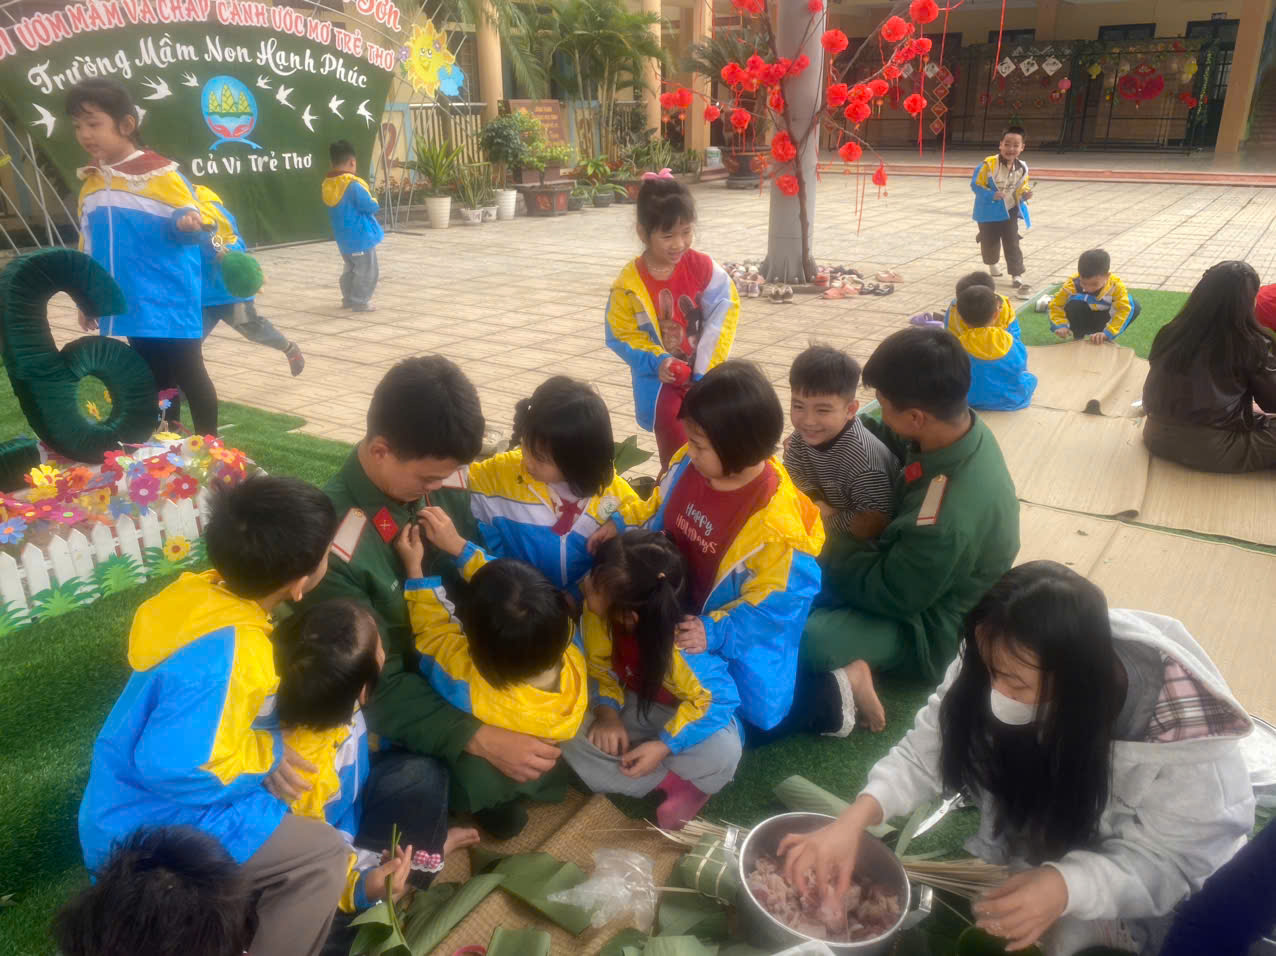 ƯƠM MẦM VÀ CHẮP CÁNH ƯỚC MƠ TRẺ THƠ
Trường Mầm Non Hạnh Phúc
Cả Vì Trẻ Thơ
HAPPY
HOLIDAYS